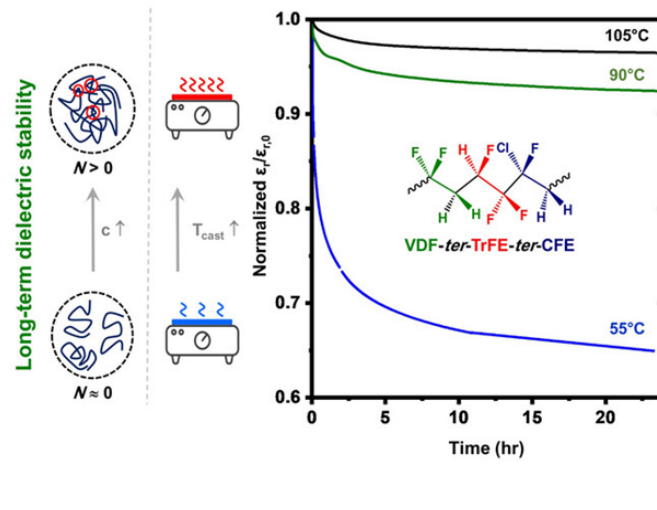 Long-term dielectric stability
N > 0
c ↑
T_cast ↑
N ≈ 0
Normalized ε_r/ε_r,0
1.0
0.9
0.8
0.7
0.6
0
5
10
15
20
Time (hr)
105°C
90°C
55°C
F F H F Cl F
H H F F H H
VDF-ter-TrFE-ter-CFE